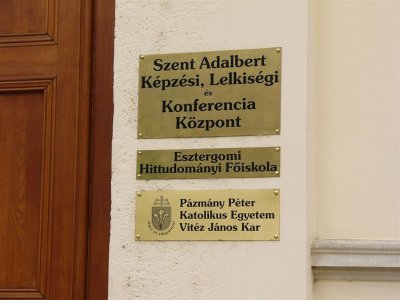 Szent Adalbert
Képzési, Lelkiségi
és
Konferencia
Központ
Esztergomi
Hittudományi Főiskola
Pázmány Péter
Katolikus Egyetem
Vitéz János Kar